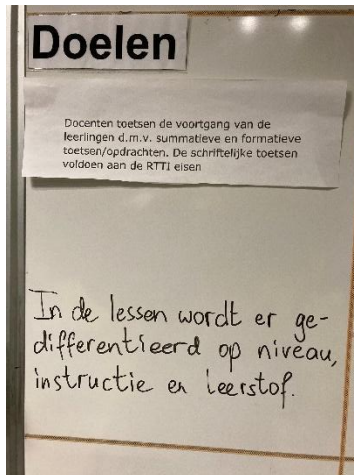 Doelen
Docenten toetsen de voortgang van de
leerlingen d.m.v. summatieve en formatieve
toetsen/opdrachten. De schriftelijke toetsen
voldoen aan de RTTI eisen
In de lessen wordt er ge-
differentieerd op niveau,
instructie en leerstof.